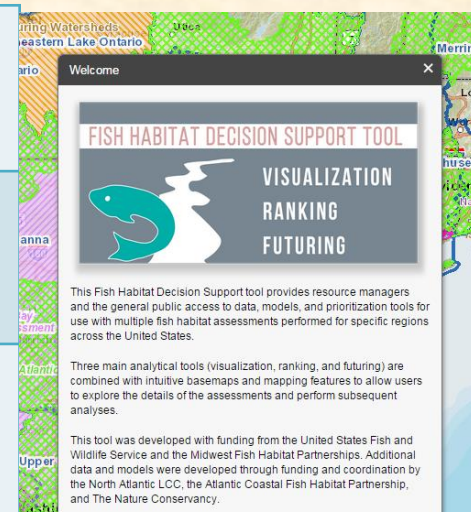 uring Watersheds
eastern Lake Ontario
Utica
ario
Merrim
Welcome
×
FISH HABITAT DECISION SUPPORT TOOL
VISUALIZATION
RANKING
FUTURING
anna
Atlantic
Upper
This Fish Habitat Decision Support tool provides resource managers
and the general public access to data, models, and prioritization tools for
use with multiple fish habitat assessments performed for specific regions
across the United States.
Three main analytical tools (visualization, ranking, and futuring) are
combined with intuitive basemaps and mapping features to allow users
to explore the details of the assessments and perform subsequent
analyses.
This tool was developed with funding from the United States Fish and
Wildlife Service and the Midwest Fish Habitat Partnerships. Additional
data and models were developed through funding and coordination by
the North Atlantic LCC, the Atlantic Coastal Fish Habitat Partnership,
and The Nature Conservancy.